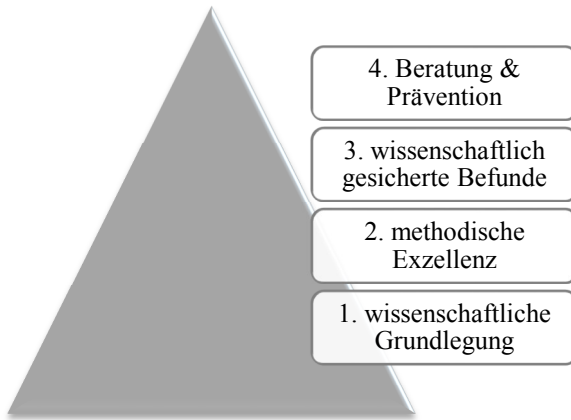 4. Beratung &
Prävention
3. wissenschaftlich
gesicherte Befunde
2. methodische
Exzellenz
1. wissenschaftliche
Grundlegung